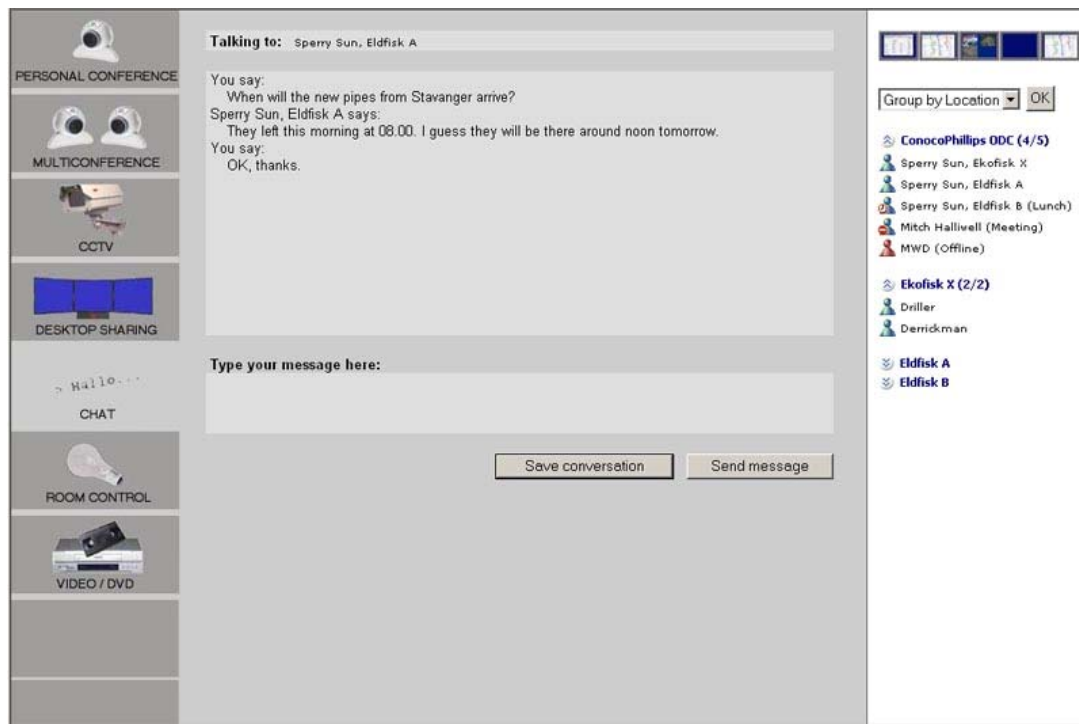 PERSONAL CONFERENCE
MULTICONFERENCE
CCTV
DESKTOP SHARING
> Hallo...
CHAT
ROOM CONTROL
VIDEO / DVD
Talking to: Sperry Sun, Eldfisk A
You say:
When will the new pipes from Stavanger arrive?
Sperry Sun, Eldfisk A says:
They left this morning at 08.00. I guess they will be there around noon tomorrow.
You say:
OK, thanks.
Type your message here:
Save conversation
Send message
Group by Location
OK
ConocoPhillips ODC (4/5)
Sperry Sun, Ekofisk X
Sperry Sun, Eldfisk A
Sperry Sun, Eldfisk B (Lunch)
Mitch Halliwell (Meeting)
MWD (Offline)
Ekofisk X (2/2)
Driller
Derrickman
Eldfisk A
Eldfisk B